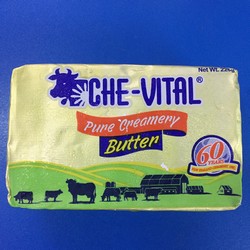 Net WT. 225g
CHE-VITAL®
Pure Creamery
Butter
60
YEARS